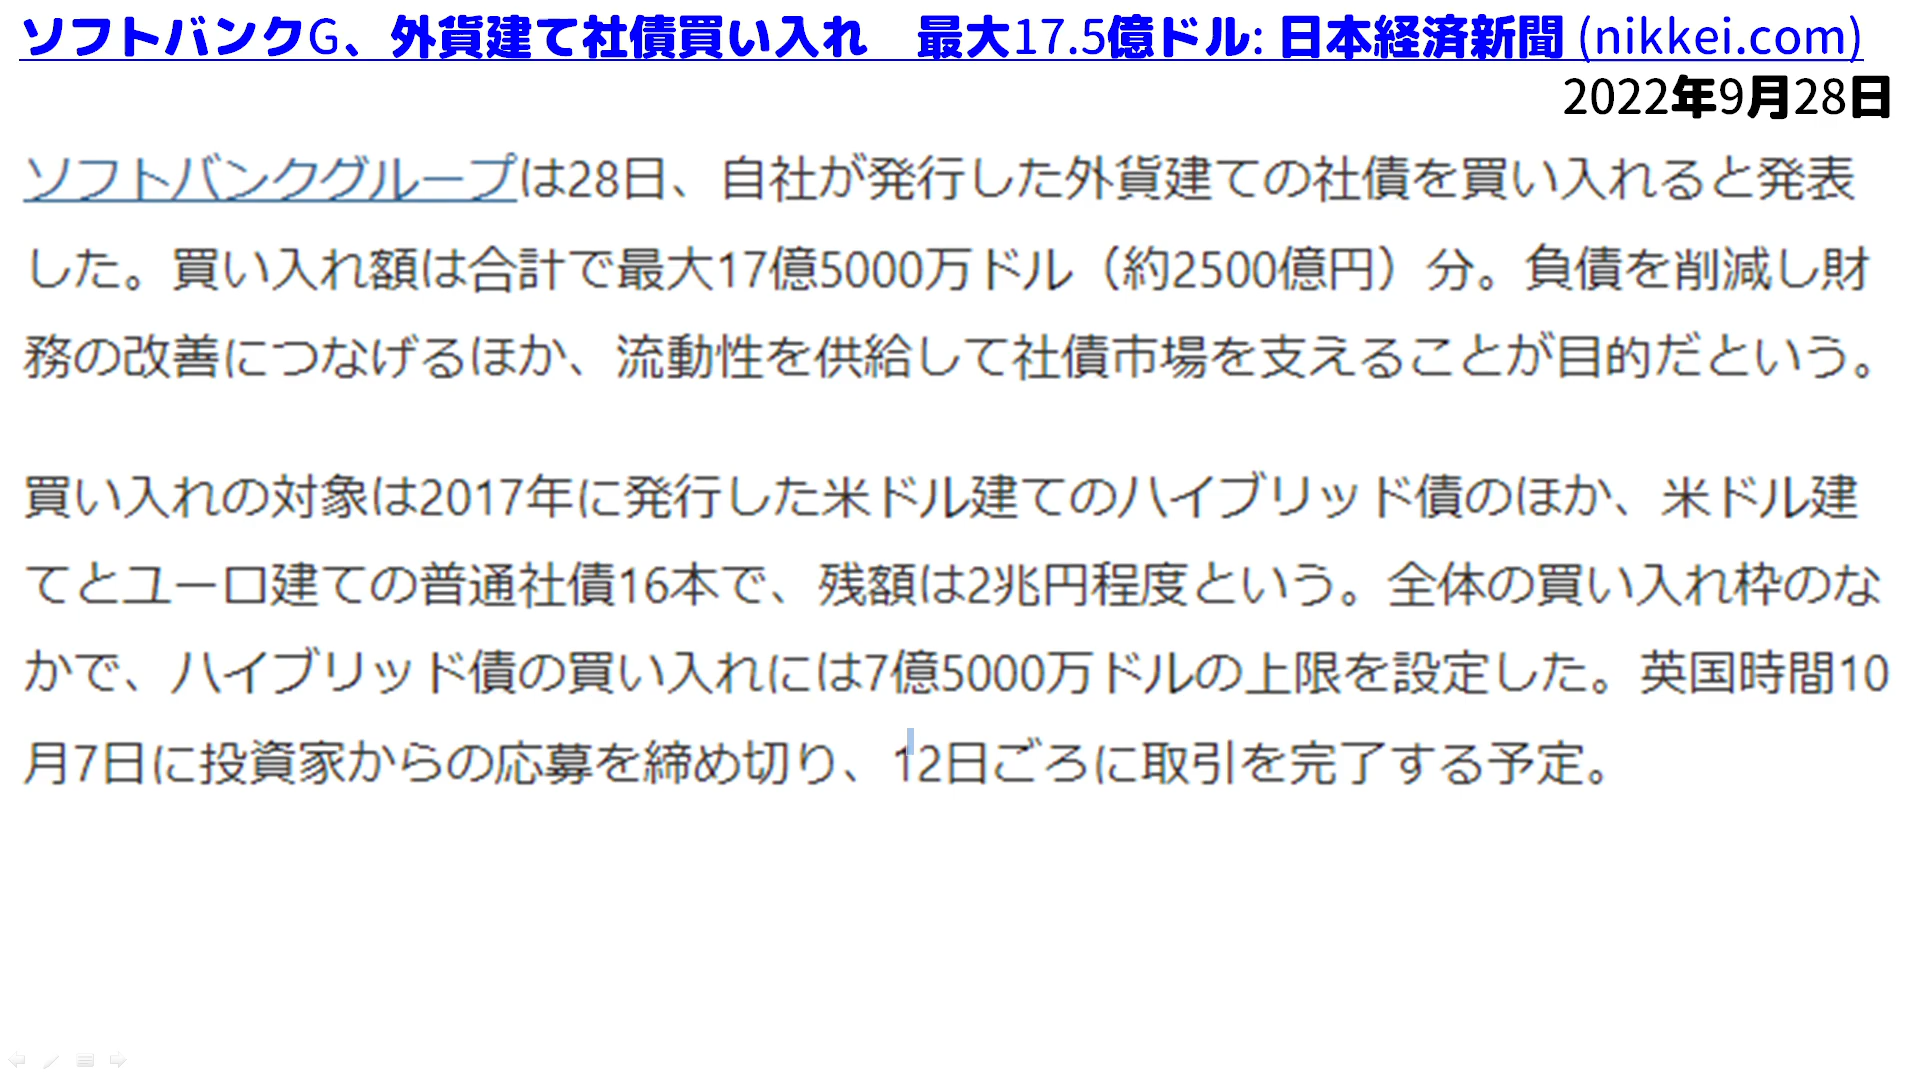 ソフトバンクG、外貨建て社債買い入れ　最大17.5億ドル: 日本経済新聞 (nikkei.com)
2022年9月28日
ソフトバンクグループは28日、自社が発行した外貨建ての社債を買い入れると発表
した。買い入れ額は合計で最大17億5000万ドル（約2500億円）分。負債を削減し財
務の改善につなげるほか、流動性を供給して社債市場を支えることが目的だという。
買い入れの対象は2017年に発行した米ドル建てのハイブリッド債のほか、米ドル建
てとユーロ建ての普通社債16本で、残額は2兆円程度という。全体の買い入れ枠のな
かで、ハイブリッド債の買い入れには7億5000万ドルの上限を設定した。英国時間10
月7日に投資家からの応募を締め切り、12日ごろに取引を完了する予定。